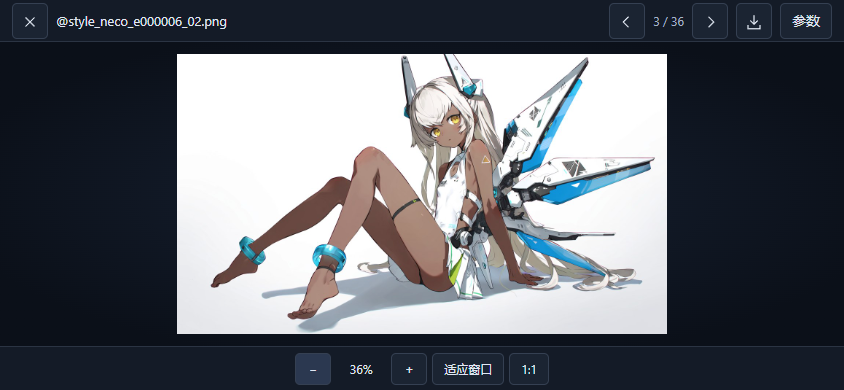 @style_neco_e000006_02.png
3 / 36
参数
− 36% + 适应窗口 1:1